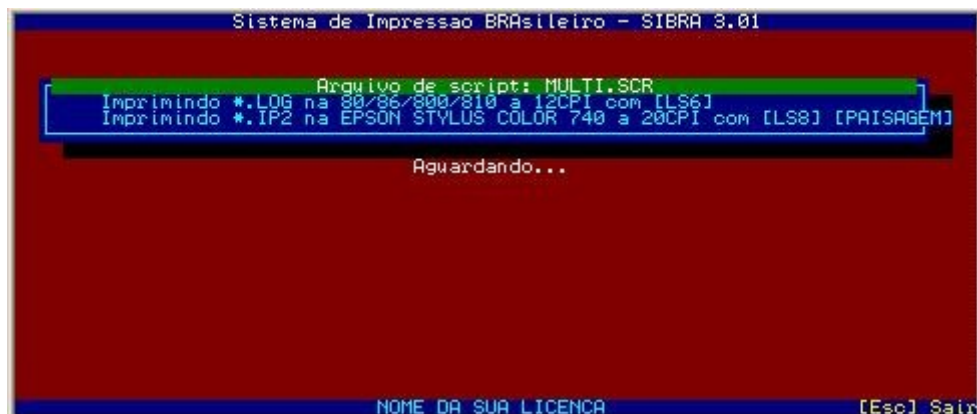 Sistema de Impressao BRAsileiro - SIBRA 3.01
Arquivo de script: MULTI.SCR
Imprimindo *.LOG na 80/86/800/810 a 12CPI com [LS6]
Imprimindo *.IP2 na EPSON STYLUS COLOR 740 a 20CPI com [LS8] [PAISAGEM]
Aguardando...
NOME DA SUA LICENCA
[Esc] Sair